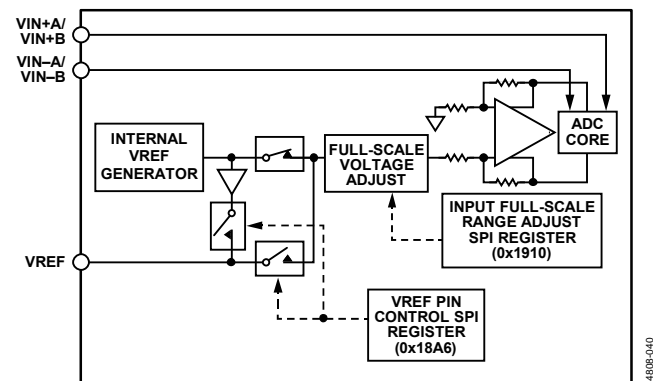 VIN+A/
VIN+B
VIN–A/
VIN–B
INTERNAL
VREF
GENERATOR
FULL-SCALE
VOLTAGE
ADJUST
ADC
CORE
INPUT FULL-SCALE
RANGE ADJUST
SPI REGISTER
(0x1910)
VREF
VREF PIN
CONTROL SPI
REGISTER
(0x18A6)
4808-040